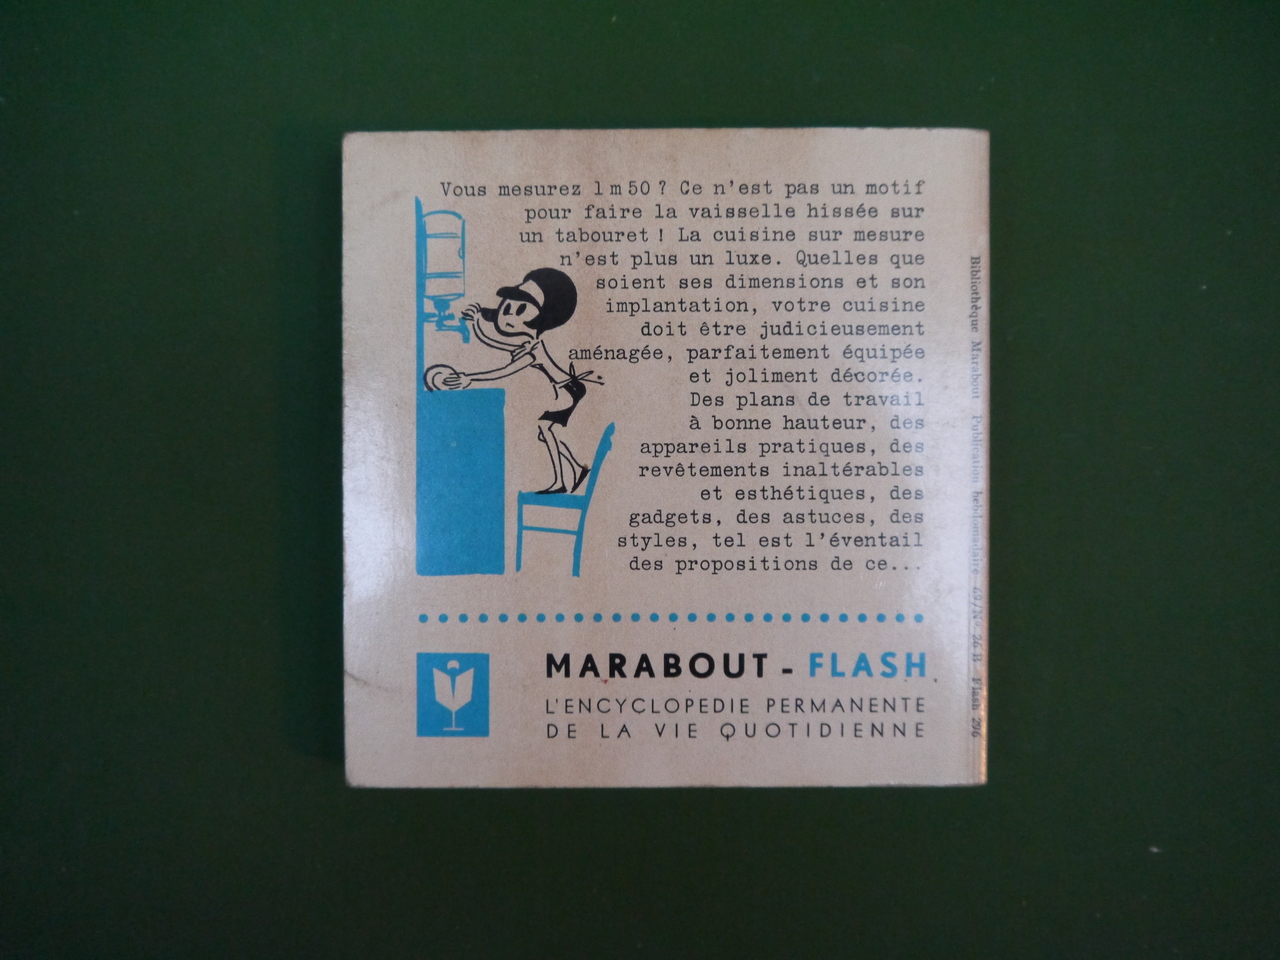 Vous mesurez 1 m 50 ? Ce n'est pas un motif
pour faire la vaisselle hissée sur
un tabouret ! La cuisine sur mesure
n'est plus un luxe. Quelles que
soient ses dimensions et son
implantation, votre cuisine
doit être judicieusement
aménagée, parfaitement équipée
et joliment décorée.
Des plans de travail
à bonne hauteur, des
appareils pratiques, des
revêtements inaltérables
et esthétiques, des
gadgets, des astuces, des
styles, tel est l'éventail
des propositions de ce...
MARABOUT - FLASH
L'ENCYCLOPEDIE PERMANENTE
DE LA VIE QUOTIDIENNE
Bibliothèque Marabout Publication hebdomadaire 69/N° 26 B Flash 296